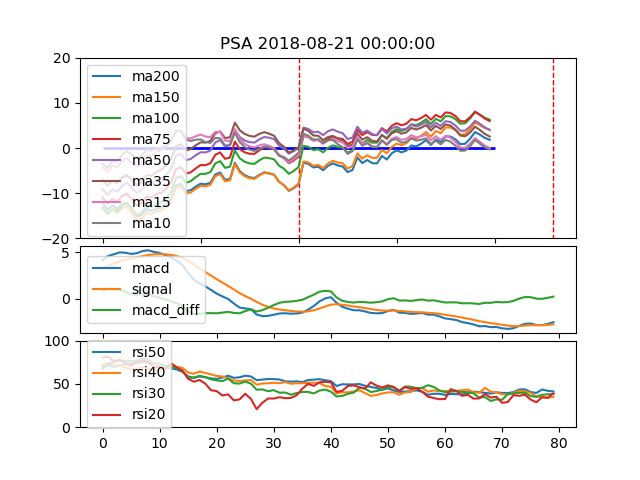 PSA 2018-08-21 00:00:00
20
10
0
−10
−20
ma200
ma150
ma100
ma75
ma50
ma35
ma15
ma10
5
0
macd
signal
macd_diff
100
50
0
rsi50
rsi40
rsi30
rsi20
0 10 20 30 40 50 60 70 80